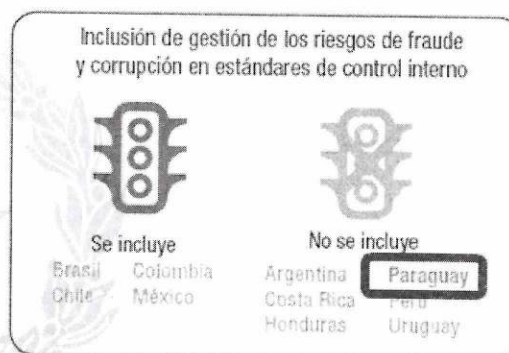 Inclusión de gestión de los riesgos de fraude
y corrupción en estándares de control interno
Se incluye
Brasil Colombia
Chile México
No se incluye
Argentina Paraguay
Costa Rica Perú
Honduras Uruguay